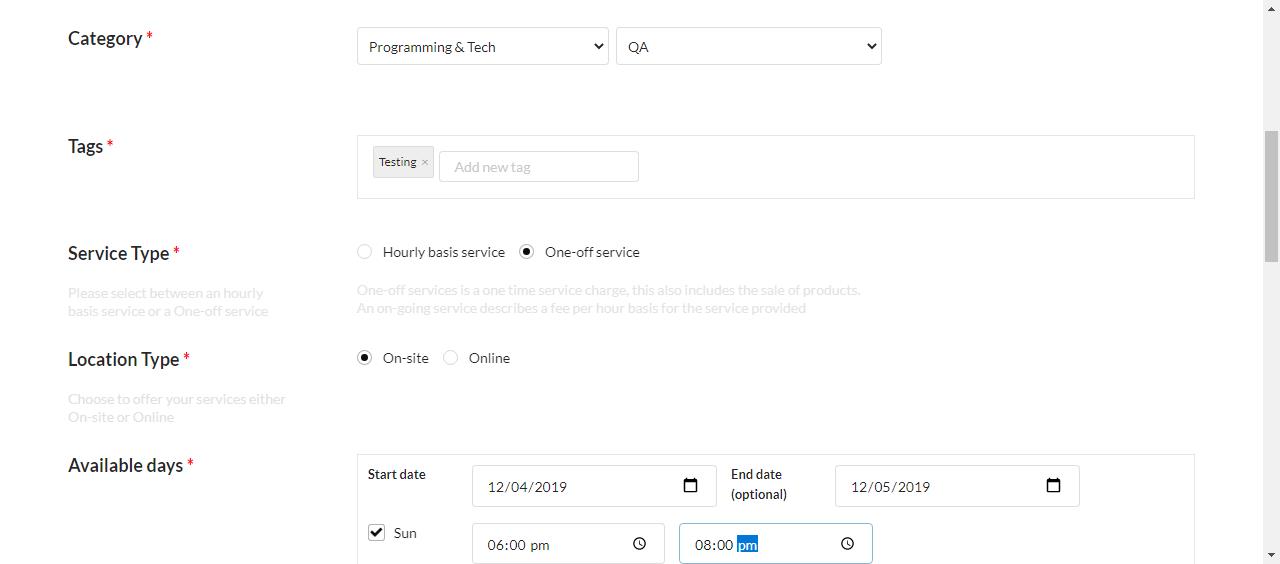 Category *
Programming & Tech
QA
Tags *
Testing ×
Add new tag
Service Type *
Hourly basis service
One-off service
Please select between an hourly
basis service or a One-off service
One-off services is a one time service charge, this also includes the sale of products.
An on-going service describes a fee per hour basis for the service provided
Location Type *
On-site
Online
Choose to offer your services either
On-site or Online
Available days *
Start date
12/04/2019
End date
(optional)
12/05/2019
Sun
06:00 pm
08:00 pm